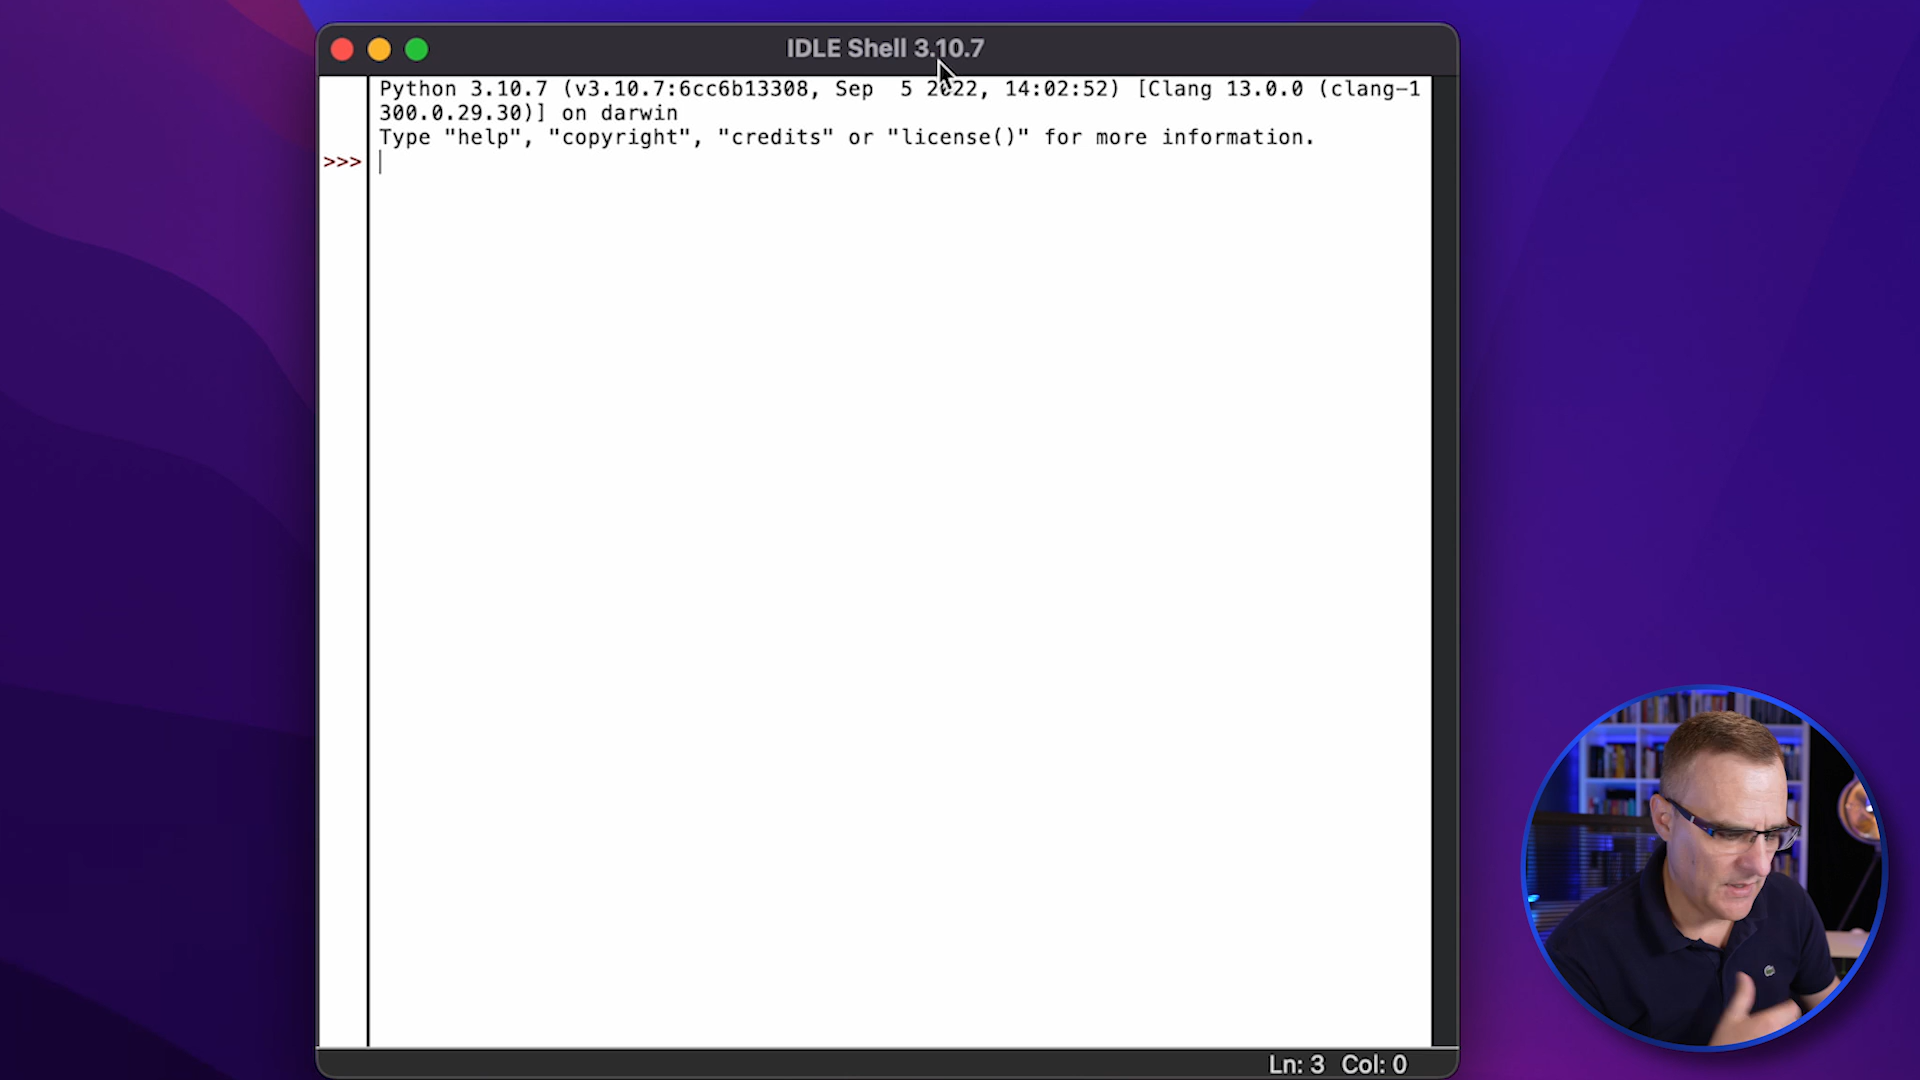 IDLE Shell 3.10.7
Python 3.10.7 (v3.10.7:6cc6b13308, Sep  5 2022, 14:02:52) [Clang 13.0.0 (clang-1
300.0.29.30)] on darwin
Type "help", "copyright", "credits" or "license()" for more information.
>>>
Ln: 3  Col: 0